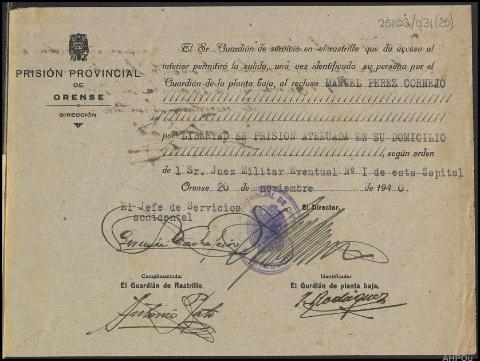 25103/031(25)
PRISIÓN PROVINCIAL
DE
ORENSE
DIRECCIÓN
El Sr. Guardián de servicio en el rastrillo que da acceso al
interior permitirá la salida, una vez identificada su persona por el
Guardián de la planta baja, al recluso MANUEL PEREZ CORNEJO
por LIBERTAD EN PRISION ATENUADA EN SU DOMICILIO
, según orden
de l Sr. Juez Militar Eventual Nº I de esta Capital
Orense 20 de noviembre de 1940.
El Jefe de Servicios
accidental
El Director,
Cumplimentado:
El Guardián de Rastrillo,
Identificado:
El Gurdián de planta baja,
Antonio
Rodríguez
AHPOu